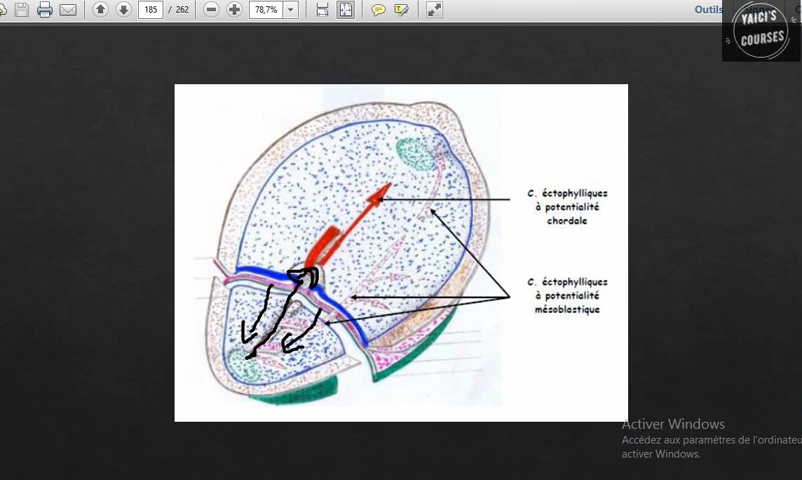 185 / 262
78,7%
Outils
YAICI'S
COURSES
C. éctophylliques
à potentialité
chordale
C. éctophylliques
à potentialité
mésoblastique
Activer Windows
Accédez aux paramètres de l'ordinateu
activer Windows.